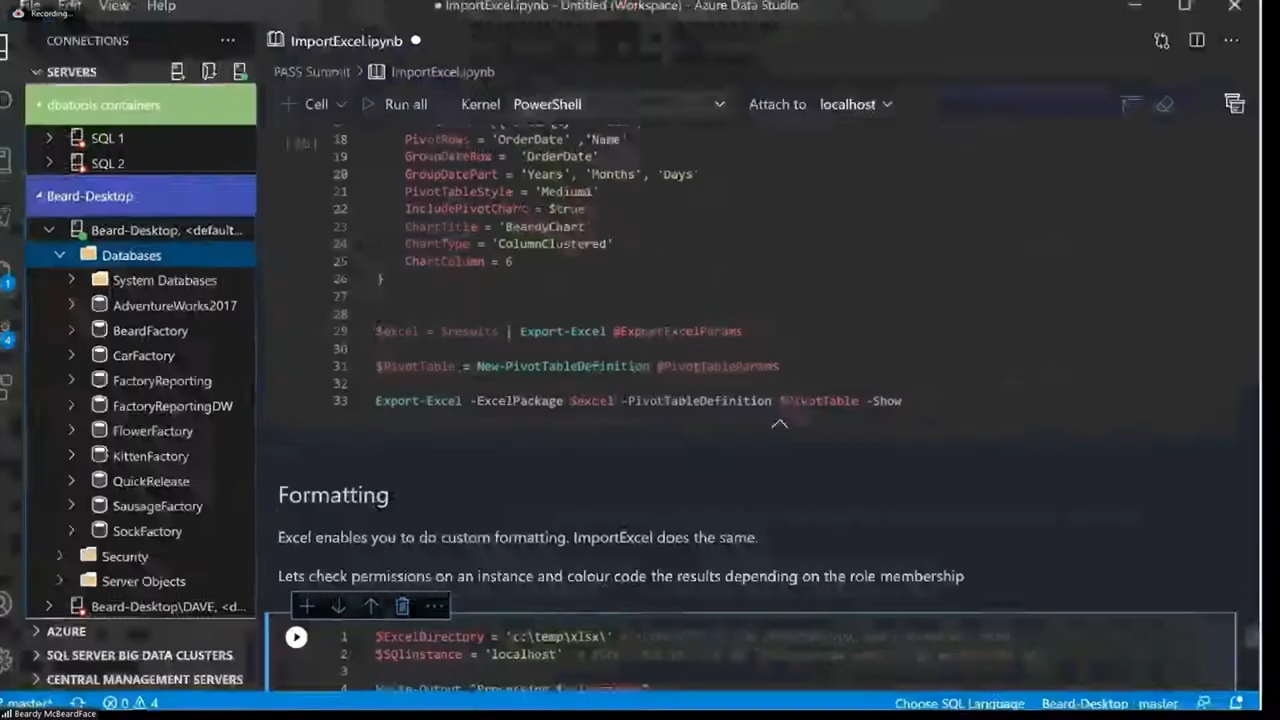 Recording...
File Edit View Help
● ImportExcel.ipynb - Untitled (Workspace) - Azure Data Studio
CONNECTIONS
ImportExcel.ipynb ●
SERVERS
PASS Summit > ImportExcel.ipynb
dbatools containers
Cell
Run all
Kernel PowerShell
Attach to localhost
SQL 1
SQL 2
Beard-Desktop
Beard-Desktop, <default...
Databases
System Databases
AdventureWorks2017
BeardFactory
CarFactory
FactoryReporting
FactoryReportingDW
FlowerFactory
KittenFactory
QuickRelease
SausageFactory
SockFactory
Security
Server Objects
Beard-Desktop\DAVE, <d...
AZURE
SQL SERVER BIG DATA CLUSTERS
CENTRAL MANAGEMENT SERVERS
18 PivotRows = 'OrderDate' ,'Name'
19 GroupDateRow = 'OrderDate'
20 GroupDatePart = 'Years', 'Months', 'Days'
21 PivotTableStyle = 'Medium1'
22 IncludePivotChart = $true
23 ChartTitle = 'BeardyChart'
24 ChartType = 'ColumnClustered'
25 ChartColumn = 6
26 }
27
28
29 $excel = $results | Export-Excel @ExportExcelParams
30
31 $PivotTable = New-PivotTableDefinition @PivotTableParams
32
33 Export-Excel -ExcelPackage $excel -PivotTableDefinition $PivotTable -Show
Formatting
Excel enables you to do custom formatting. ImportExcel does the same.
Lets check permissions on an instance and colour code the results depending on the role membership
1 $ExcelDirectory = 'c:\temp\xlsx\'
2 $SQlinstance = 'localhost'
3
4 Write-Output "Processing
master*
0 4
Choose SQL Language
Beard-Desktop : master
Beardy McBeardFace